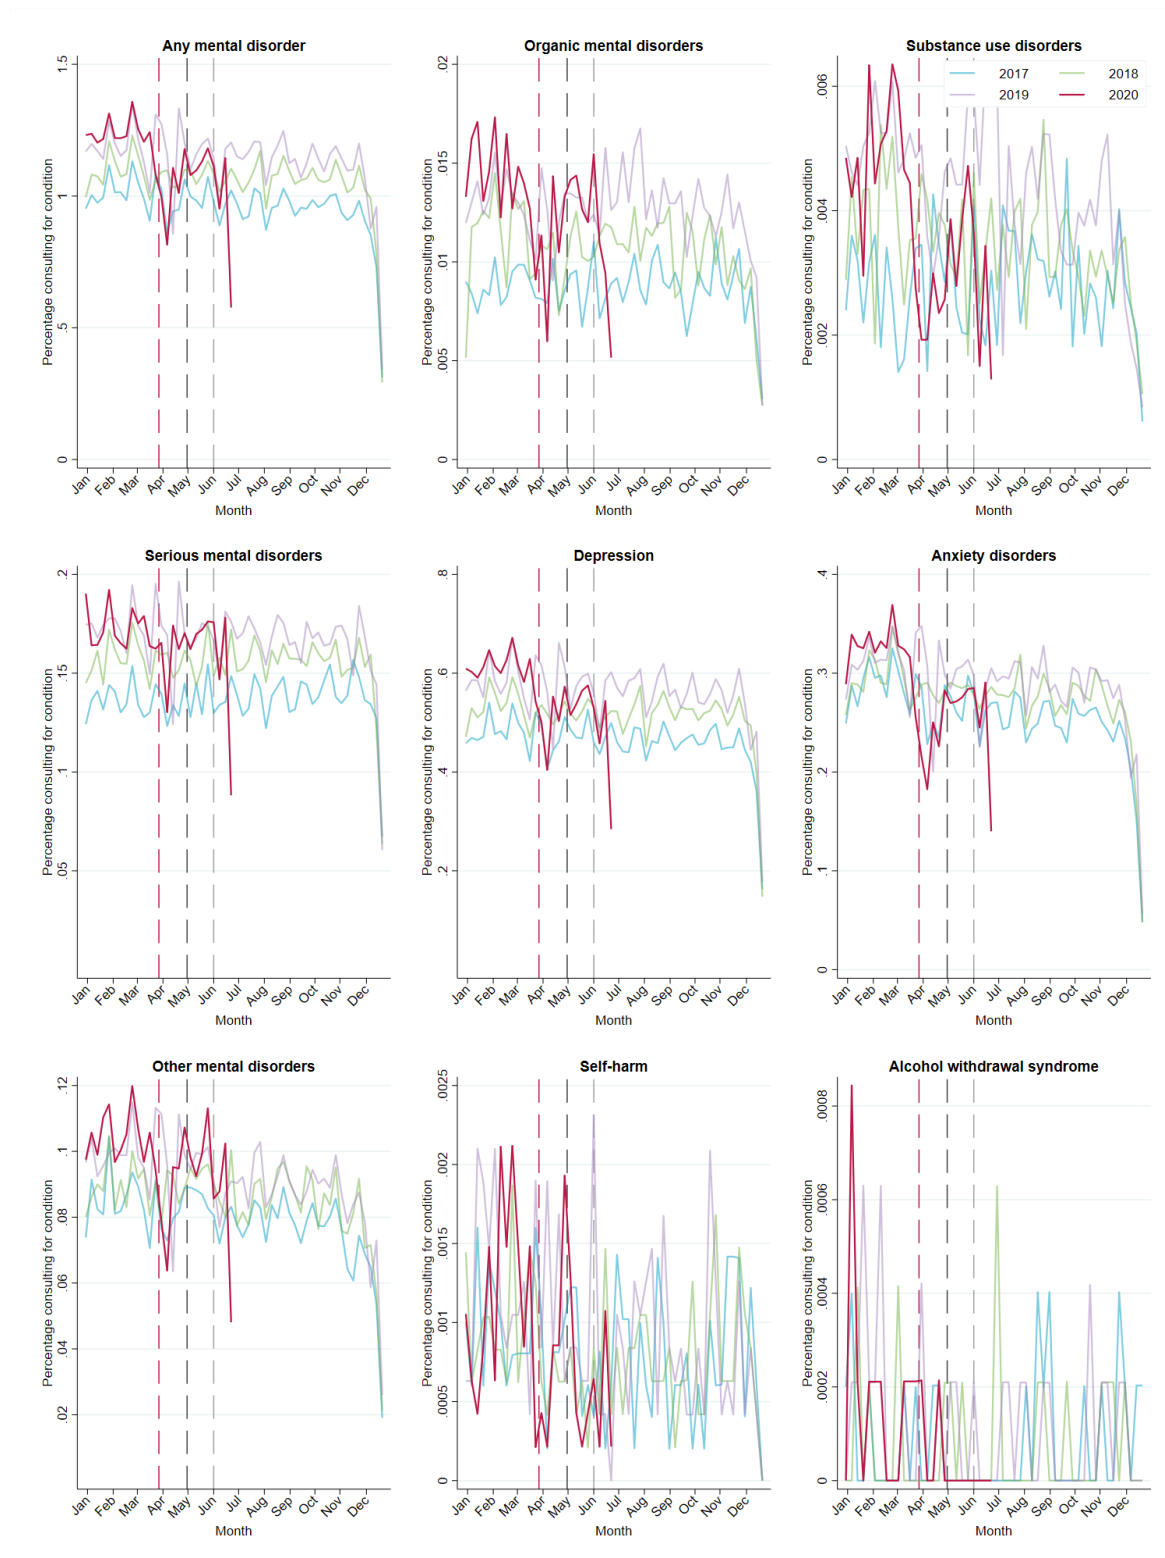 Any mental disorder
Percentage consulting for condition
1.5
1
.5
0
Jan Feb Mar Apr May Jun Jul Aug Sep Oct Nov Dec
Month
Organic mental disorders
Percentage consulting for condition
.02
.015
.01
.005
0
Jan Feb Mar Apr May Jun Jul Aug Sep Oct Nov Dec
Month
Substance use disorders
2017 2018
2019 2020
Percentage consulting for condition
.006
.004
.002
0
Jan Feb Mar Apr May Jun Jul Aug Sep Oct Nov Dec
Month
Serious mental disorders
Percentage consulting for condition
.2
.15
.1
.05
Jan Feb Mar Apr May Jun Jul Aug Sep Oct Nov Dec
Month
Depression
Percentage consulting for condition
.8
.6
.4
.2
Jan Feb Mar Apr May Jun Jul Aug Sep Oct Nov Dec
Month
Anxiety disorders
Percentage consulting for condition
.4
.3
.2
.1
0
Jan Feb Mar Apr May Jun Jul Aug Sep Oct Nov Dec
Month
Other mental disorders
Percentage consulting for condition
.12
.1
.08
.06
.04
.02
Jan Feb Mar Apr May Jun Jul Aug Sep Oct Nov Dec
Month
Self-harm
Percentage consulting for condition
.0025
.002
.0015
.001
.0005
0
Jan Feb Mar Apr May Jun Jul Aug Sep Oct Nov Dec
Month
Alcohol withdrawal syndrome
Percentage consulting for condition
.0008
.0006
.0004
.0002
0
Jan Feb Mar Apr May Jun Jul Aug Sep Oct Nov Dec
Month